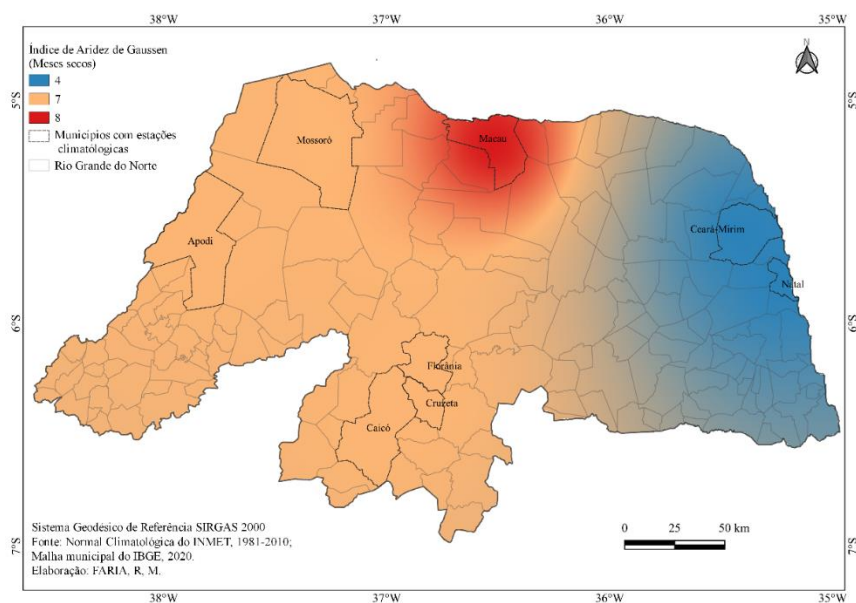 38°W 37°W 36°W 35°W
Índice de Aridez de Gaussen
(Meses secos)
4
7
8
Municípios com estações
climatológicas
Rio Grande do Norte
N
5°S 5°S
Mossoró
Macau
Apodi
Ceará-Mirim
Natal
6°S 6°S
Florânia
Cruzeta
Caicó
Sistema Geodésico de Referência SIRGAS 2000
Fonte: Normal Climatológica do INMET, 1981-2010;
Malha municipal do IBGE, 2020.
Elaboração: FARIA, R, M.
0 25 50 km
7°S 7°S
38°W 37°W 36°W 35°W